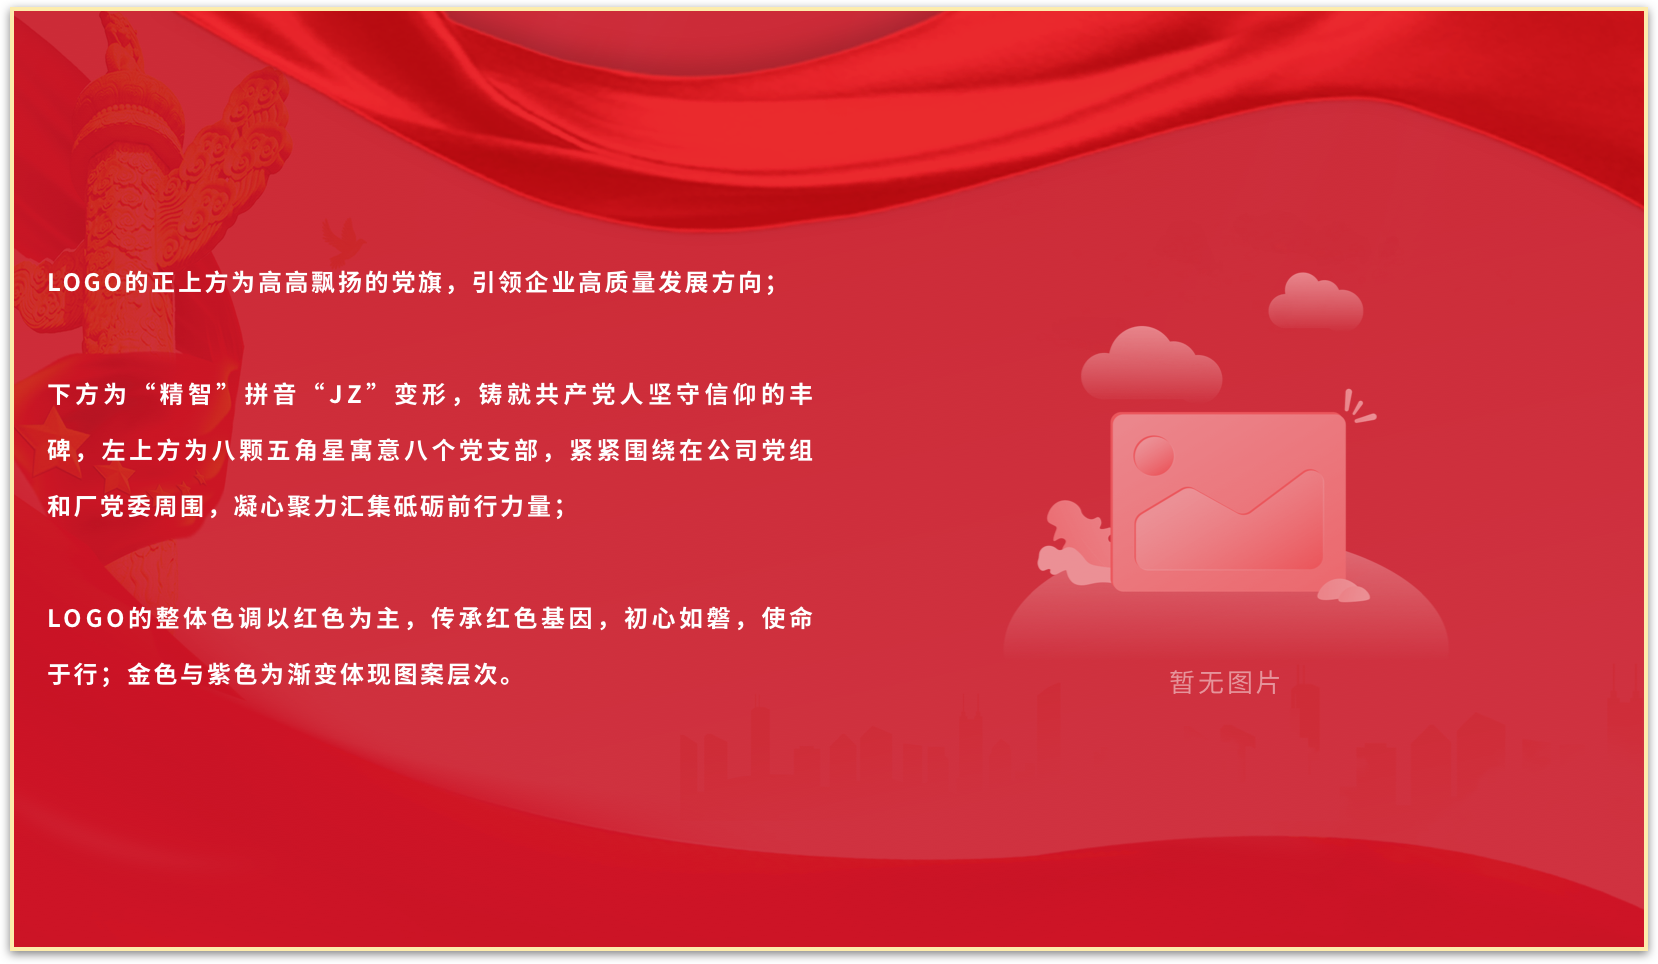 LOGO的正上方为高高飘扬的党旗，引领企业高质量发展方向；
下方为“精智”拼音“JZ”变形，铸就共产党人坚守信仰的丰
碑，左上方为八颗五角星寓意八个党支部，紧紧围绕在公司党组
和厂党委周围，凝心聚力汇集砥砺前行力量；
LOGO的整体色调以红色为主，传承红色基因，初心如磐，使命
于行；金色与紫色为渐变体现图案层次。
暂无图片